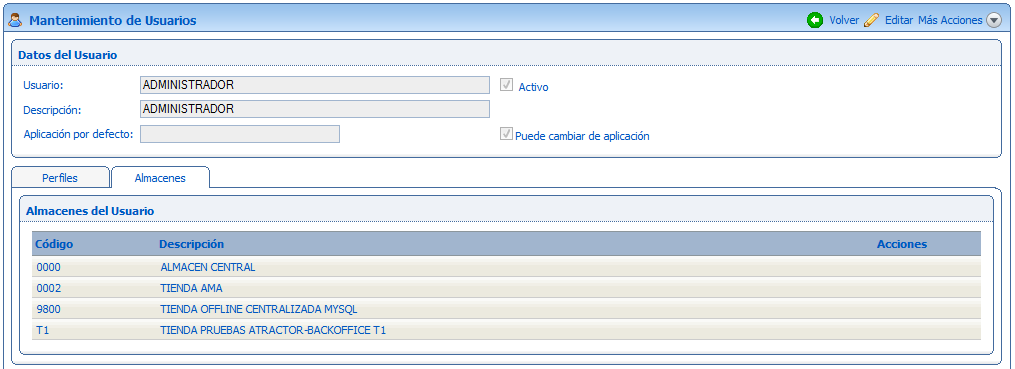 Mantenimiento de Usuarios Volver Editar Más Acciones
Datos del Usuario
Usuario: ADMINISTRADOR Activo
Descripción: ADMINISTRADOR
Aplicación por defecto: Puede cambiar de aplicación
Perfiles Almacenes
Almacenes del Usuario
Código Descripción Acciones
0000 ALMACEN CENTRAL
0002 TIENDA AMA
9800 TIENDA OFFLINE CENTRALIZADA MYSQL
T1 TIENDA PRUEBAS ATRACTOR-BACKOFFICE T1